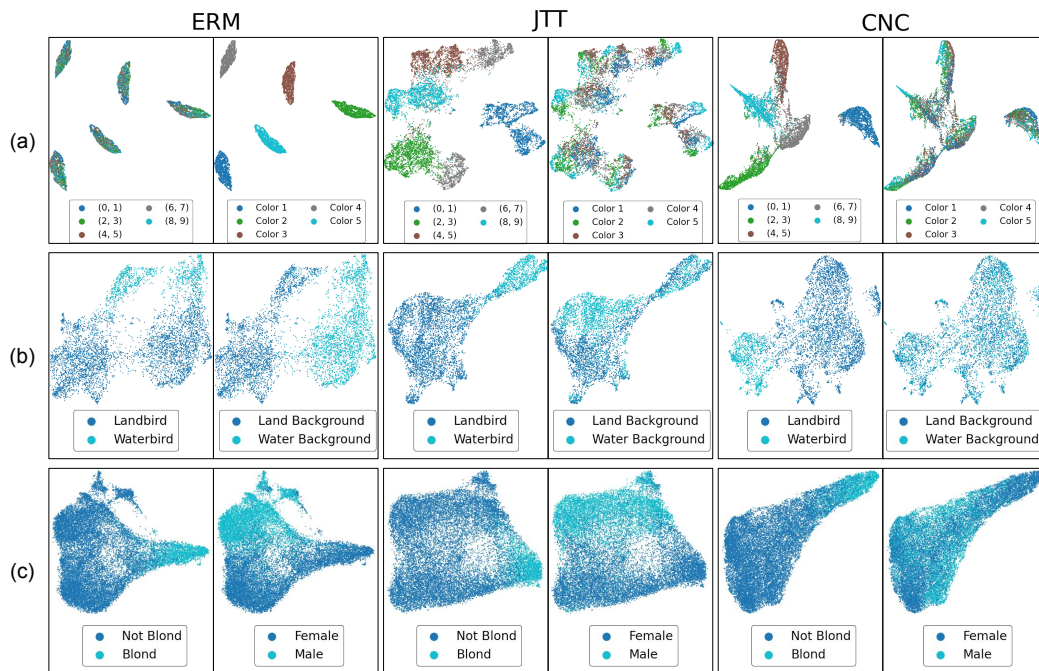 ERM JTT CNC
(a)
(0, 1) (6, 7) Color 1 Color 4 (0, 1) (6, 7) Color 1 Color 4 (0, 1) (6, 7) Color 1 Color 4
(2, 3) (8, 9) Color 2 Color 5 (2, 3) (8, 9) Color 2 Color 5 (2, 3) (8, 9) Color 2 Color 5
(4, 5) Color 3 (4, 5) Color 3 (4, 5) Color 3
(b)
Landbird Land Background Landbird Land Background Landbird Land Background
Waterbird Water Background Waterbird Water Background Waterbird Water Background
(c)
Not Blond Female Not Blond Female Not Blond Female
Blond Male Blond Male Blond Male